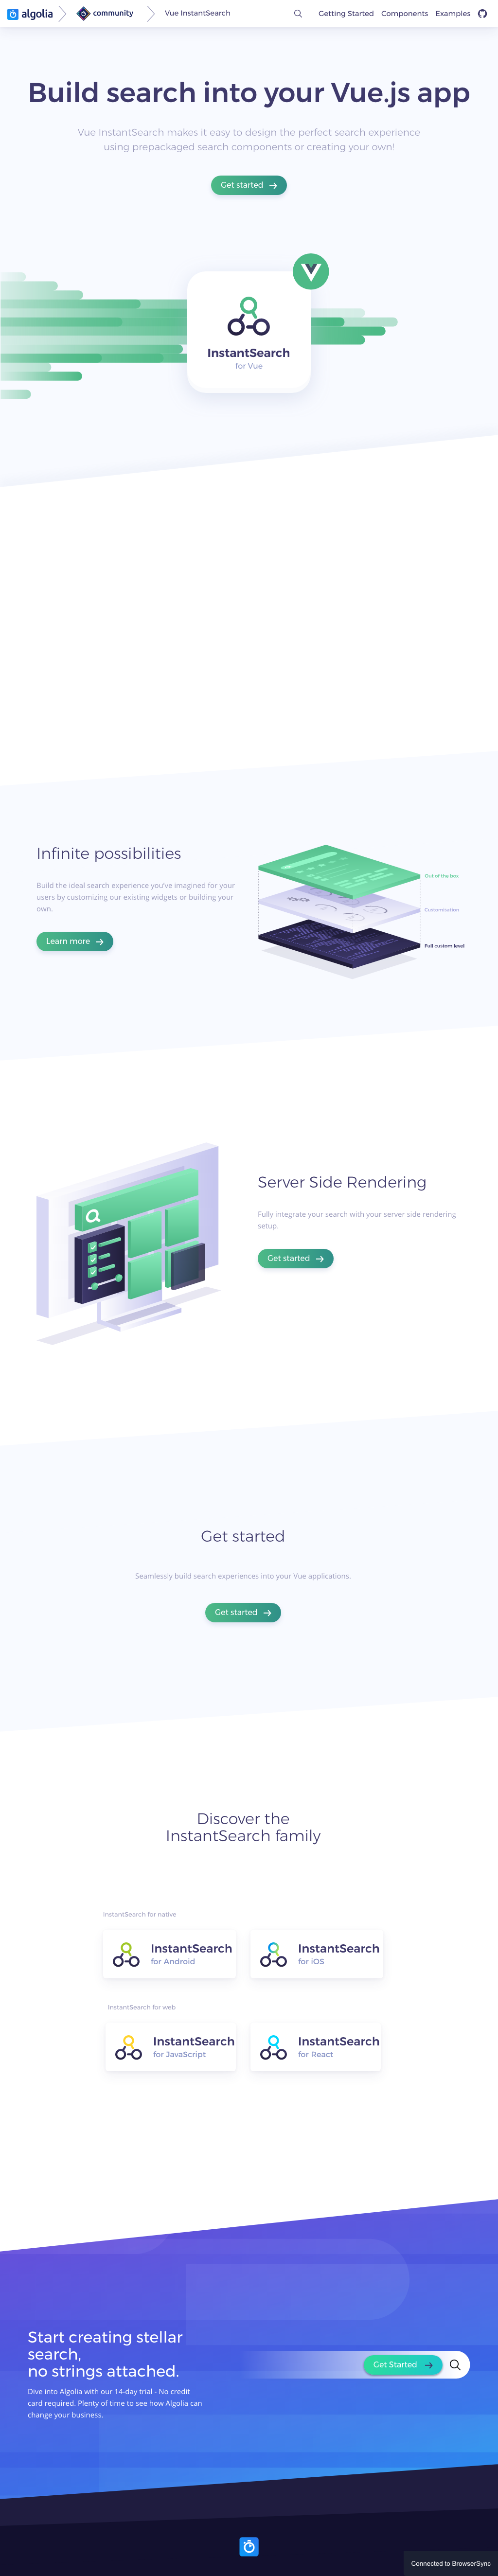 algolia
community
Vue InstantSearch
Getting Started
Components
Examples
Build search into your Vue.js app
Vue InstantSearch makes it easy to design the perfect search experience
using prepackaged search components or creating your own!
Get started
InstantSearch
for Vue
Infinite possibilities
Build the ideal search experience you've imagined for your
users by customizing our existing widgets or building your
own.
Learn more
Out of the box
Customization
Full custom level
Server Side Rendering
Fully integrate your search with your server side rendering
setup.
Get started
Get started
Seamlessly build search experiences into your Vue applications.
Get started
Discover the
InstantSearch family
InstantSearch for native
InstantSearch
for Android
InstantSearch
for iOS
InstantSearch for web
InstantSearch
for JavaScript
InstantSearch
for React
Start creating stellar
search,
no strings attached.
Dive into Algolia with our 14-day trial - No credit
card required. Plenty of time to see how Algolia can
change your business.
Get Started
Connected to BrowserSync